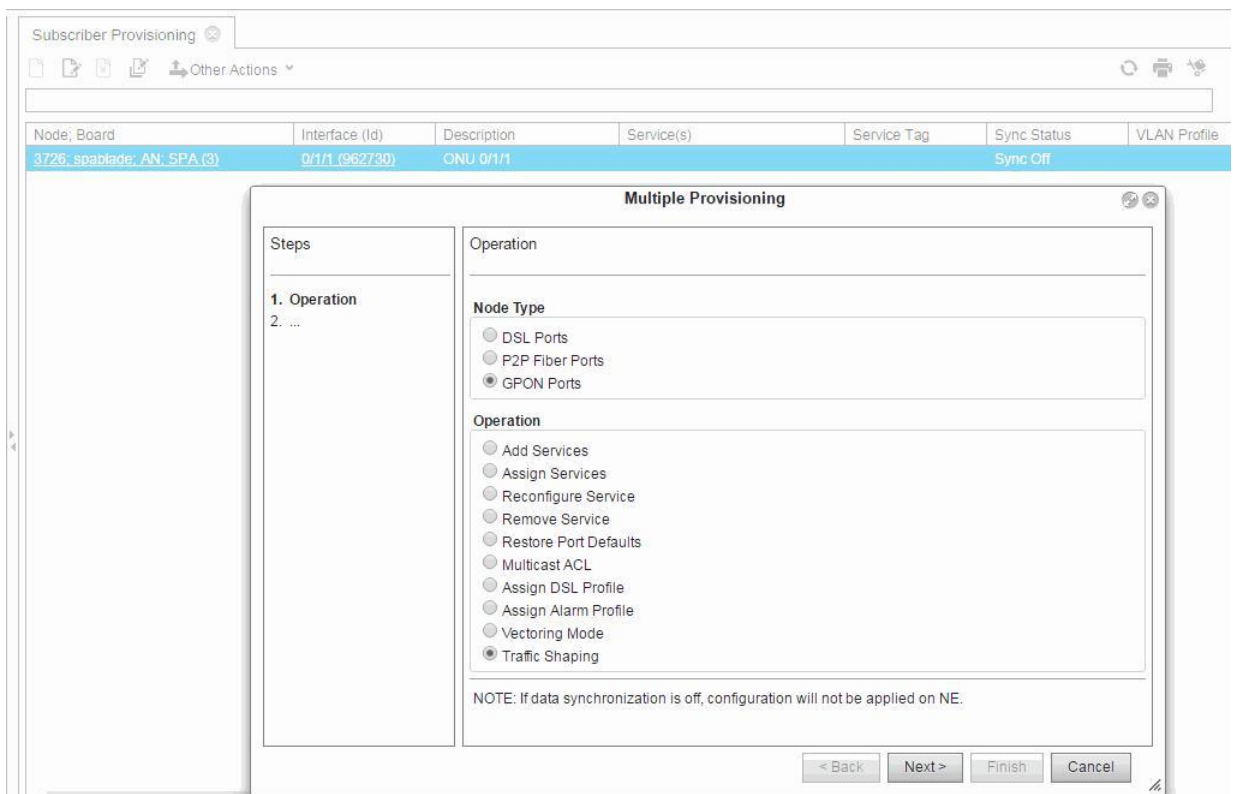 Subscriber Provisioning
Other Actions
Node; Board Interface (Id) Description Service(s) Service Tag Sync Status VLAN Profile
3726; spablade; AN; SPA (3) 0/1/1 (962730) ONU 0/1/1 Sync Off
Multiple Provisioning
Steps
1. Operation
2. ...
Operation
Node Type
DSL Ports
P2P Fiber Ports
GPON Ports
Operation
Add Services
Assign Services
Reconfigure Service
Remove Service
Restore Port Defaults
Multicast ACL
Assign DSL Profile
Assign Alarm Profile
Vectoring Mode
Traffic Shaping
NOTE: If data synchronization is off, configuration will not be applied on NE.
< Back Next > Finish Cancel